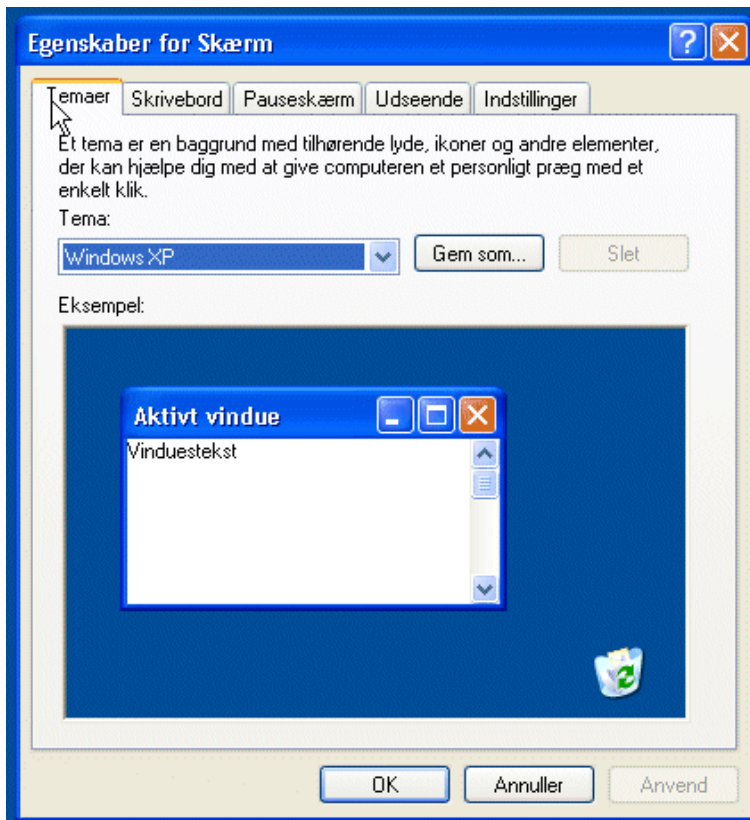 Egenskaber for Skærm
Temaer Skrivebord Pauseskærm Udseende Indstillinger
Et tema er en baggrund med tilhørende lyde, ikoner og andre elementer,
der kan hjælpe dig med at give computeren et personligt præg med et
enkelt klik.
Tema:
Windows XP Gem som... Slet
Eksempel:
Aktivt vindue
Vinduestekst
OK Annuller Anvend